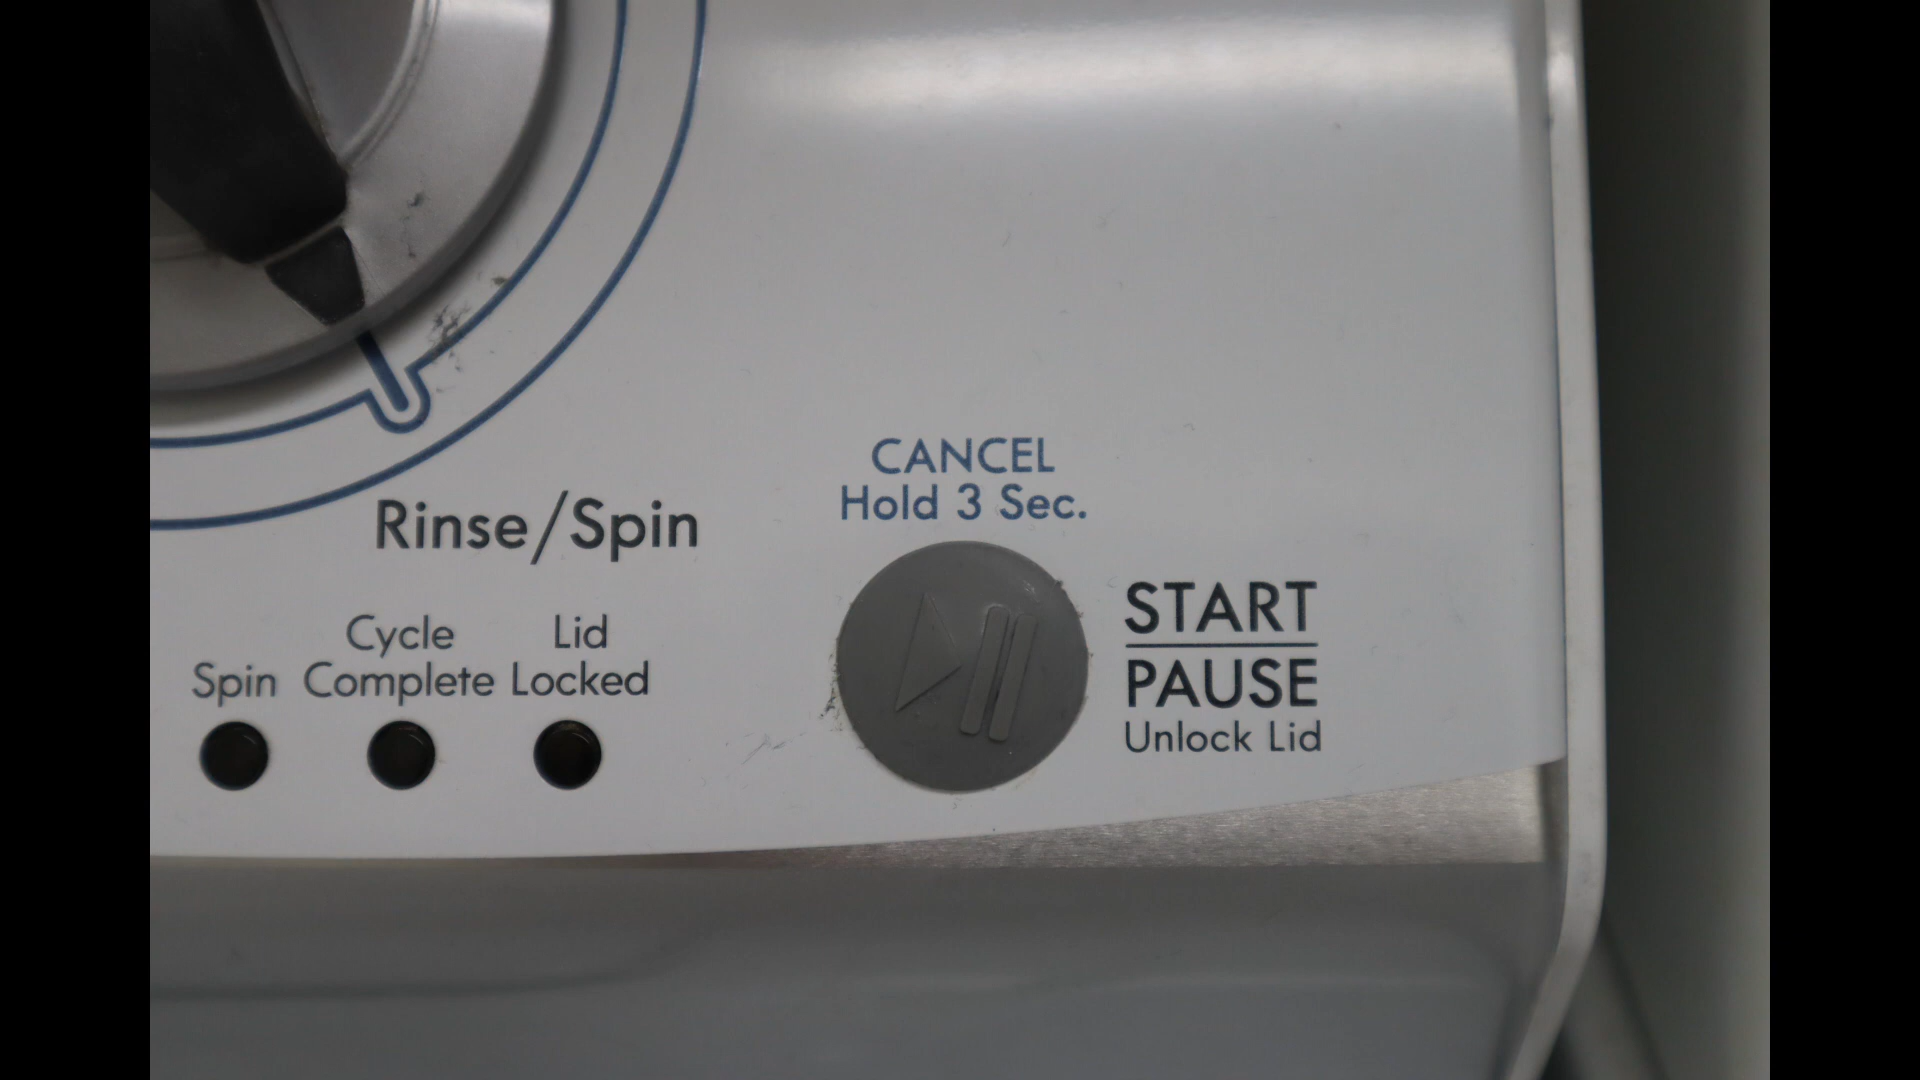 CANCEL
Hold 3 Sec.
Rinse/Spin
START
PAUSE
Unlock Lid
Spin
Cycle
Complete
Lid
Locked